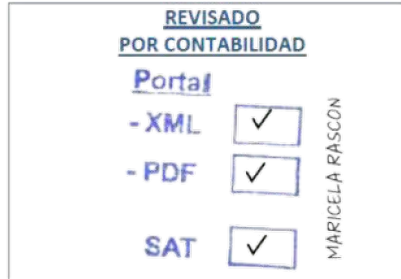 REVISADO
POR CONTABILIDAD
Portal
- XML ✓
- PDF ✓
SAT ✓
MARICELA RASCON